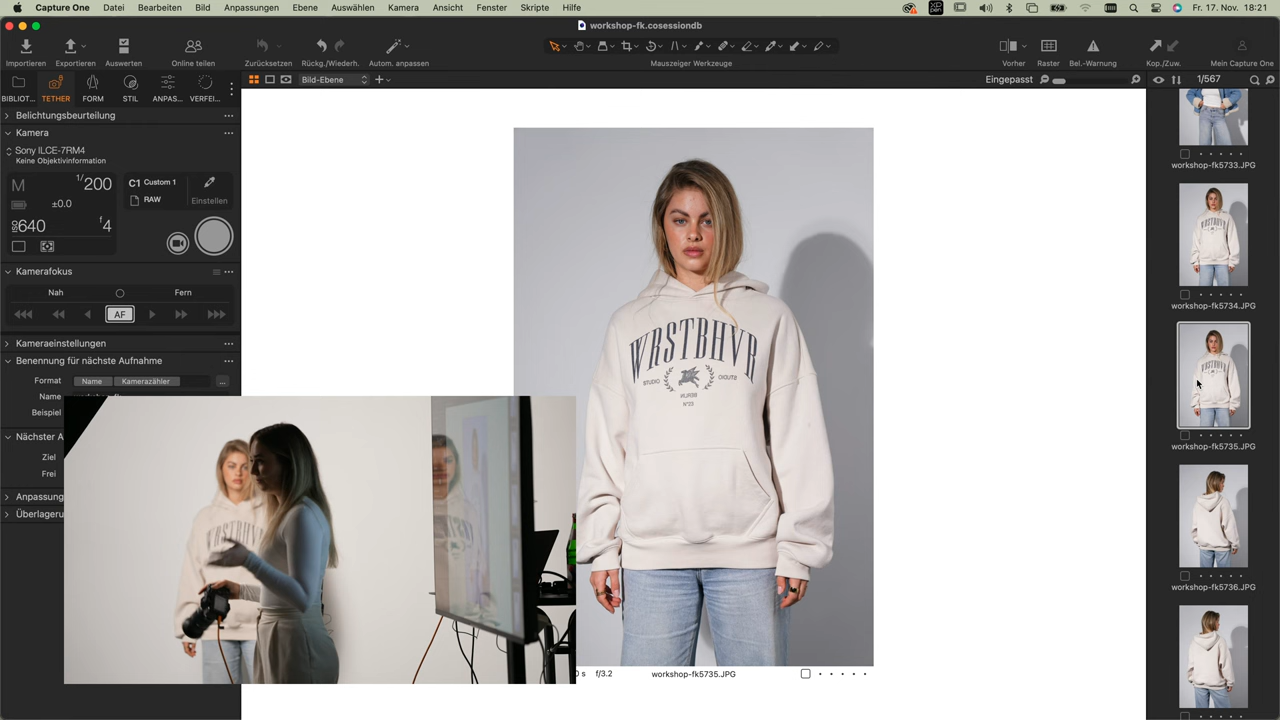 Capture One Datei Bearbeiten Bild Anpassungen Ebene Auswählen Kamera Ansicht Fenster Skripte Hilfe
Fr. 17. Nov. 18:21
workshop-fk.cosessiondb
Importieren Exportieren Auswerten Online teilen Zurücksetzen Rückg./Wiederh. Autom. anpassen Mauszeiger Werkzeuge Vorher Raster Bel.-Warnung Kop./Zuw. Mein Capture One
Bild-Ebene
Eingepasst
1/567
BIBLIOT... TETHER FORM STIL ANPAS... VERFEI...
Belichtungsbeurteilung
Kamera
Sony ILCE-7RM4
Keine Objektivinformation
M 1/200
±0.0
ISO 640 f4
C1 Custom 1
RAW
Einstellen
Kamerafokus
Nah Fern
AF
Kameraeinstellungen
Benennung für nächste Aufnahme
Format Name Kamerazähler ...
Name
Beispiel
Nächster A
Ziel
Frei
Anpassung
Überlageru
WRSTBHVR
STUDIO
N°23
f/3.2 workshop-fk5735.JPG
workshop-fk5733.JPG
workshop-fk5734.JPG
workshop-fk5735.JPG
workshop-fk5736.JPG